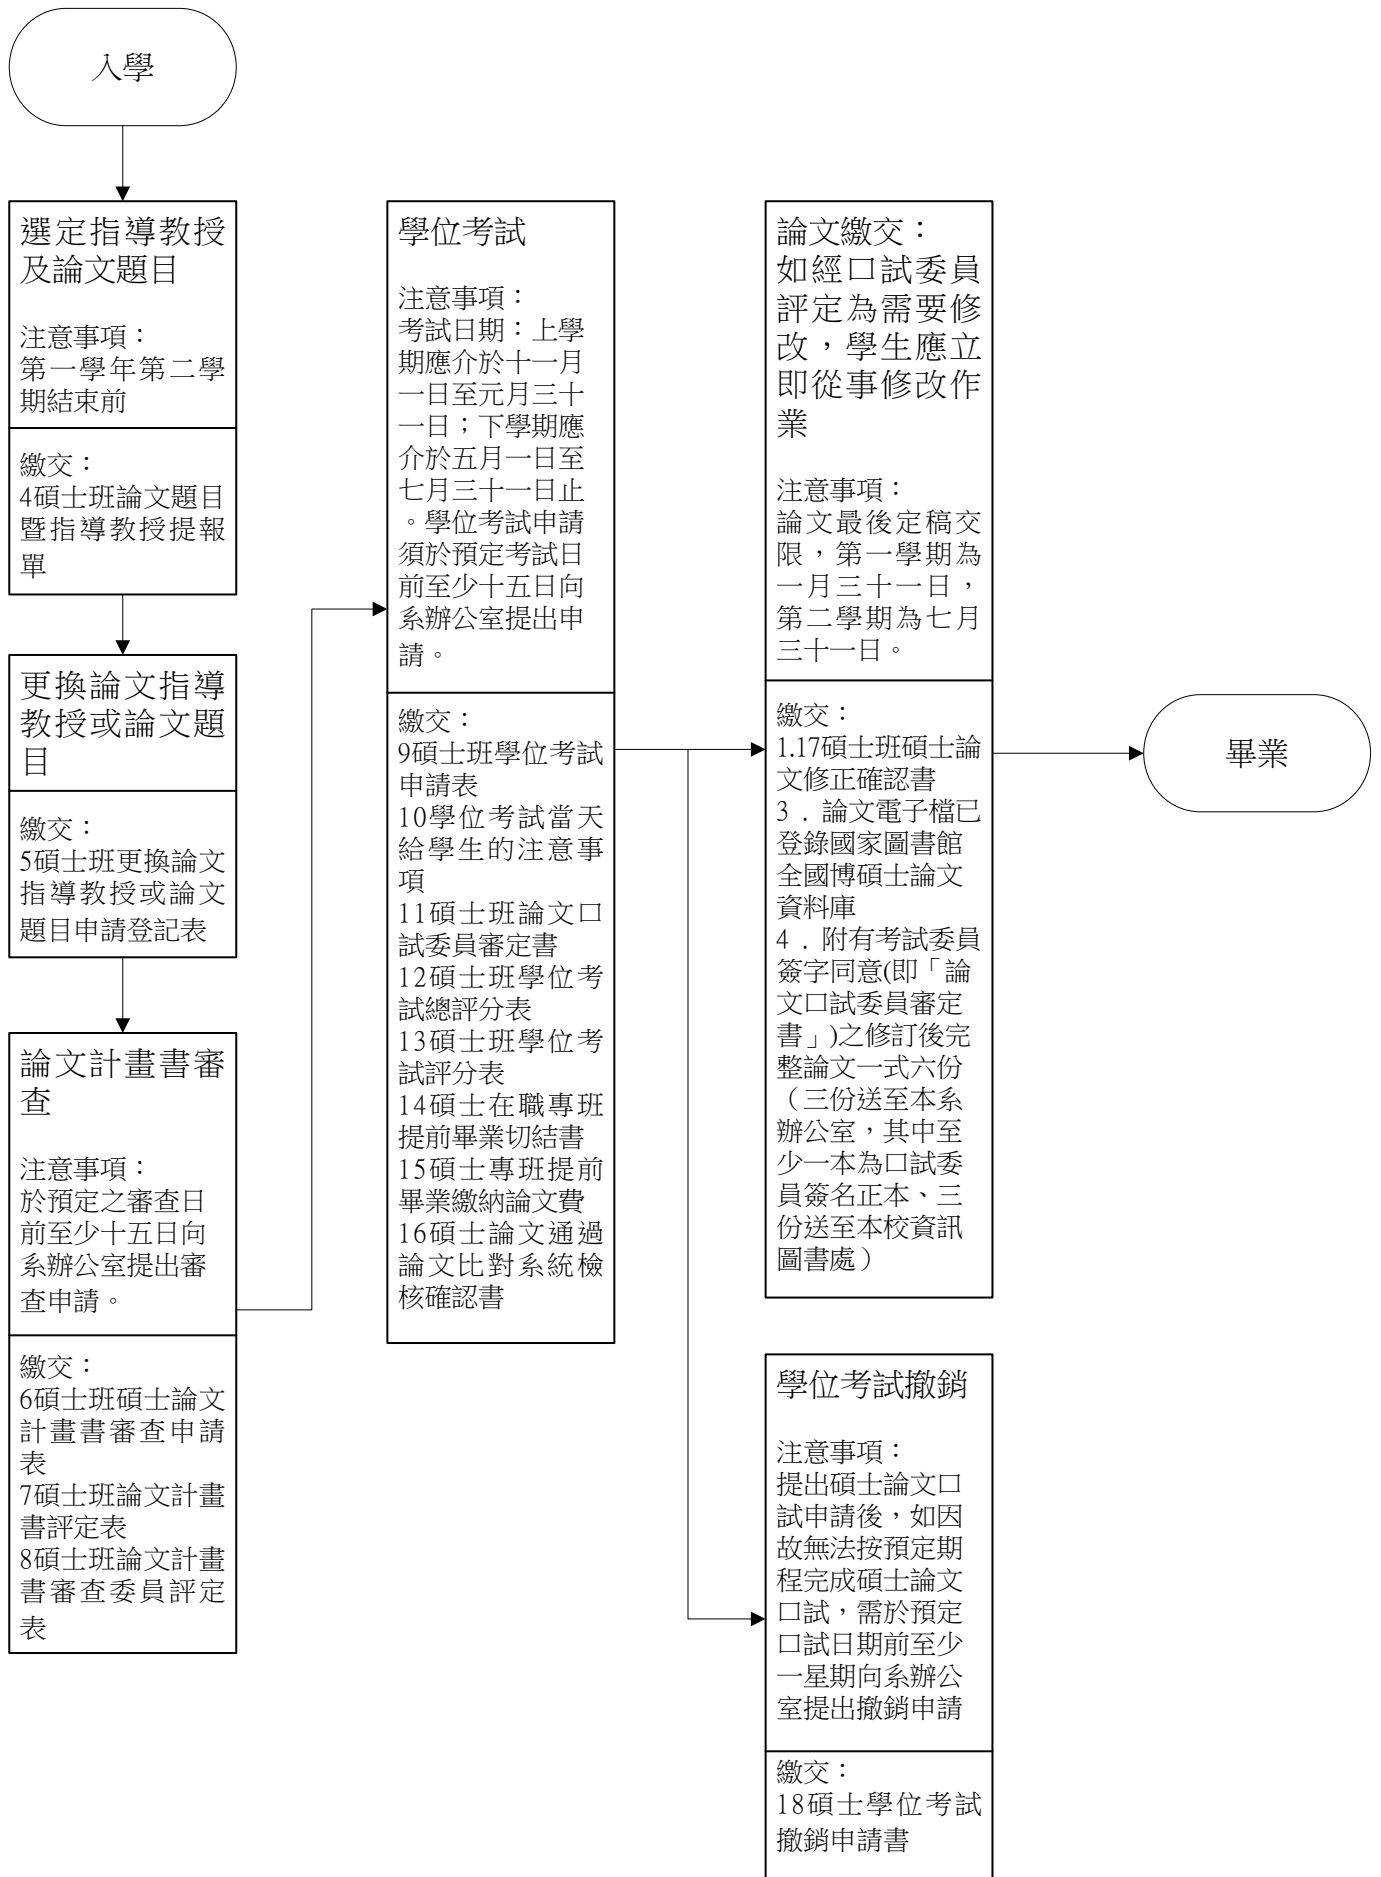 入學
選定指導教授
及論文題目
注意事項：
第一學年第二學
期結束前
繳交：
4碩士班論文題目
暨指導教授提報
單
更換論文指導
教授或論文題
目
繳交：
5碩士班更換論文
指導教授或論文
題目申請登記表
論文計畫書審
查
注意事項：
於預定之審查日
前至少十五日向
系辦公室提出審
查申請。
繳交：
6碩士班碩士論文
計畫書審查申請
表
7碩士班論文計畫
書評定表
8碩士班論文計畫
書審查委員評定
表
學位考試
注意事項：
考試日期：上學
期應介於十一月
一日至元月三十
一日；下學期應
介於五月一日至
七月三十一日止
。學位考試申請
須於預定考試日
前至少十五日向
系辦公室提出申
請。
繳交：
9碩士班學位考試
申請表
10學位考試當天
給學生的注意事
項
11碩士班論文口
試委員審定書
12碩士班學位考
試總評分表
13碩士班學位考
試評分表
14碩士在職專班
提前畢業切結書
15碩士專班提前
畢業繳納論文費
16碩士論文通過
論文比對系統檢
核確認書
論文繳交：
如經口試委員
評定為需要修
改，學生應立
即從事修改作
業
注意事項：
論文最後定稿交
限，第一學期為
一月三十一日，
第二學期為七月
三十一日。
繳交：
1.17碩士班碩士論
文修正確認書
3．論文電子檔已
登錄國家圖書館
全國博碩士論文
資料庫
4．附有考試委員
簽字同意(即「論
文口試委員審定
書」)之修訂後完
整論文一式六份
（三份送至本系
辦公室，其中至
少一本為口試委
員簽名正本、三
份送至本校資訊
圖書處）
學位考試撤銷
注意事項：
提出碩士論文口
試申請後，如因
故無法按預定期
程完成碩士論文
口試，需於預定
口試日期前至少
一星期向系辦公
室提出撤銷申請
繳交：
18碩士學位考試
撤銷申請書
畢業